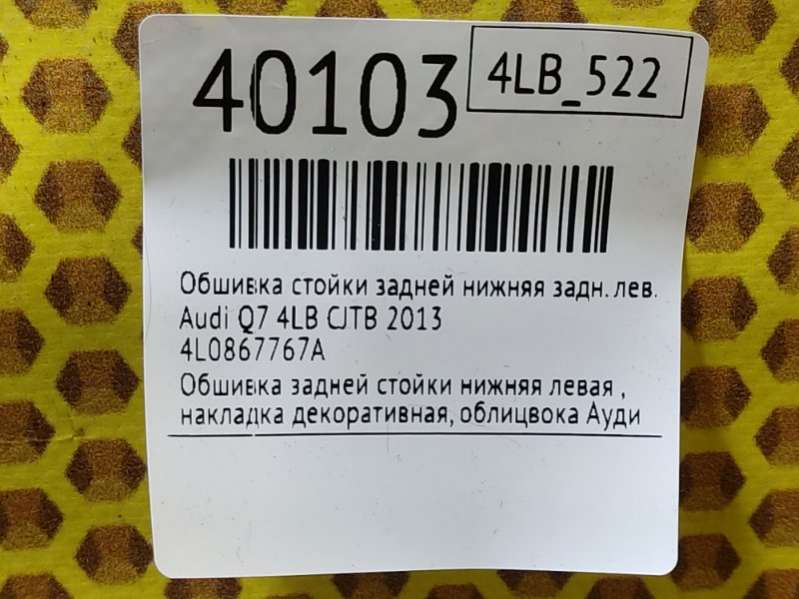 40103
4LB_522
Обшивка стойки задней нижняя задн. лев.
Audi Q7 4LB CJTB 2013
4L0867767A
Обшивка задней стойки нижняя левая ,
накладка декоративная, облицвока Ауди